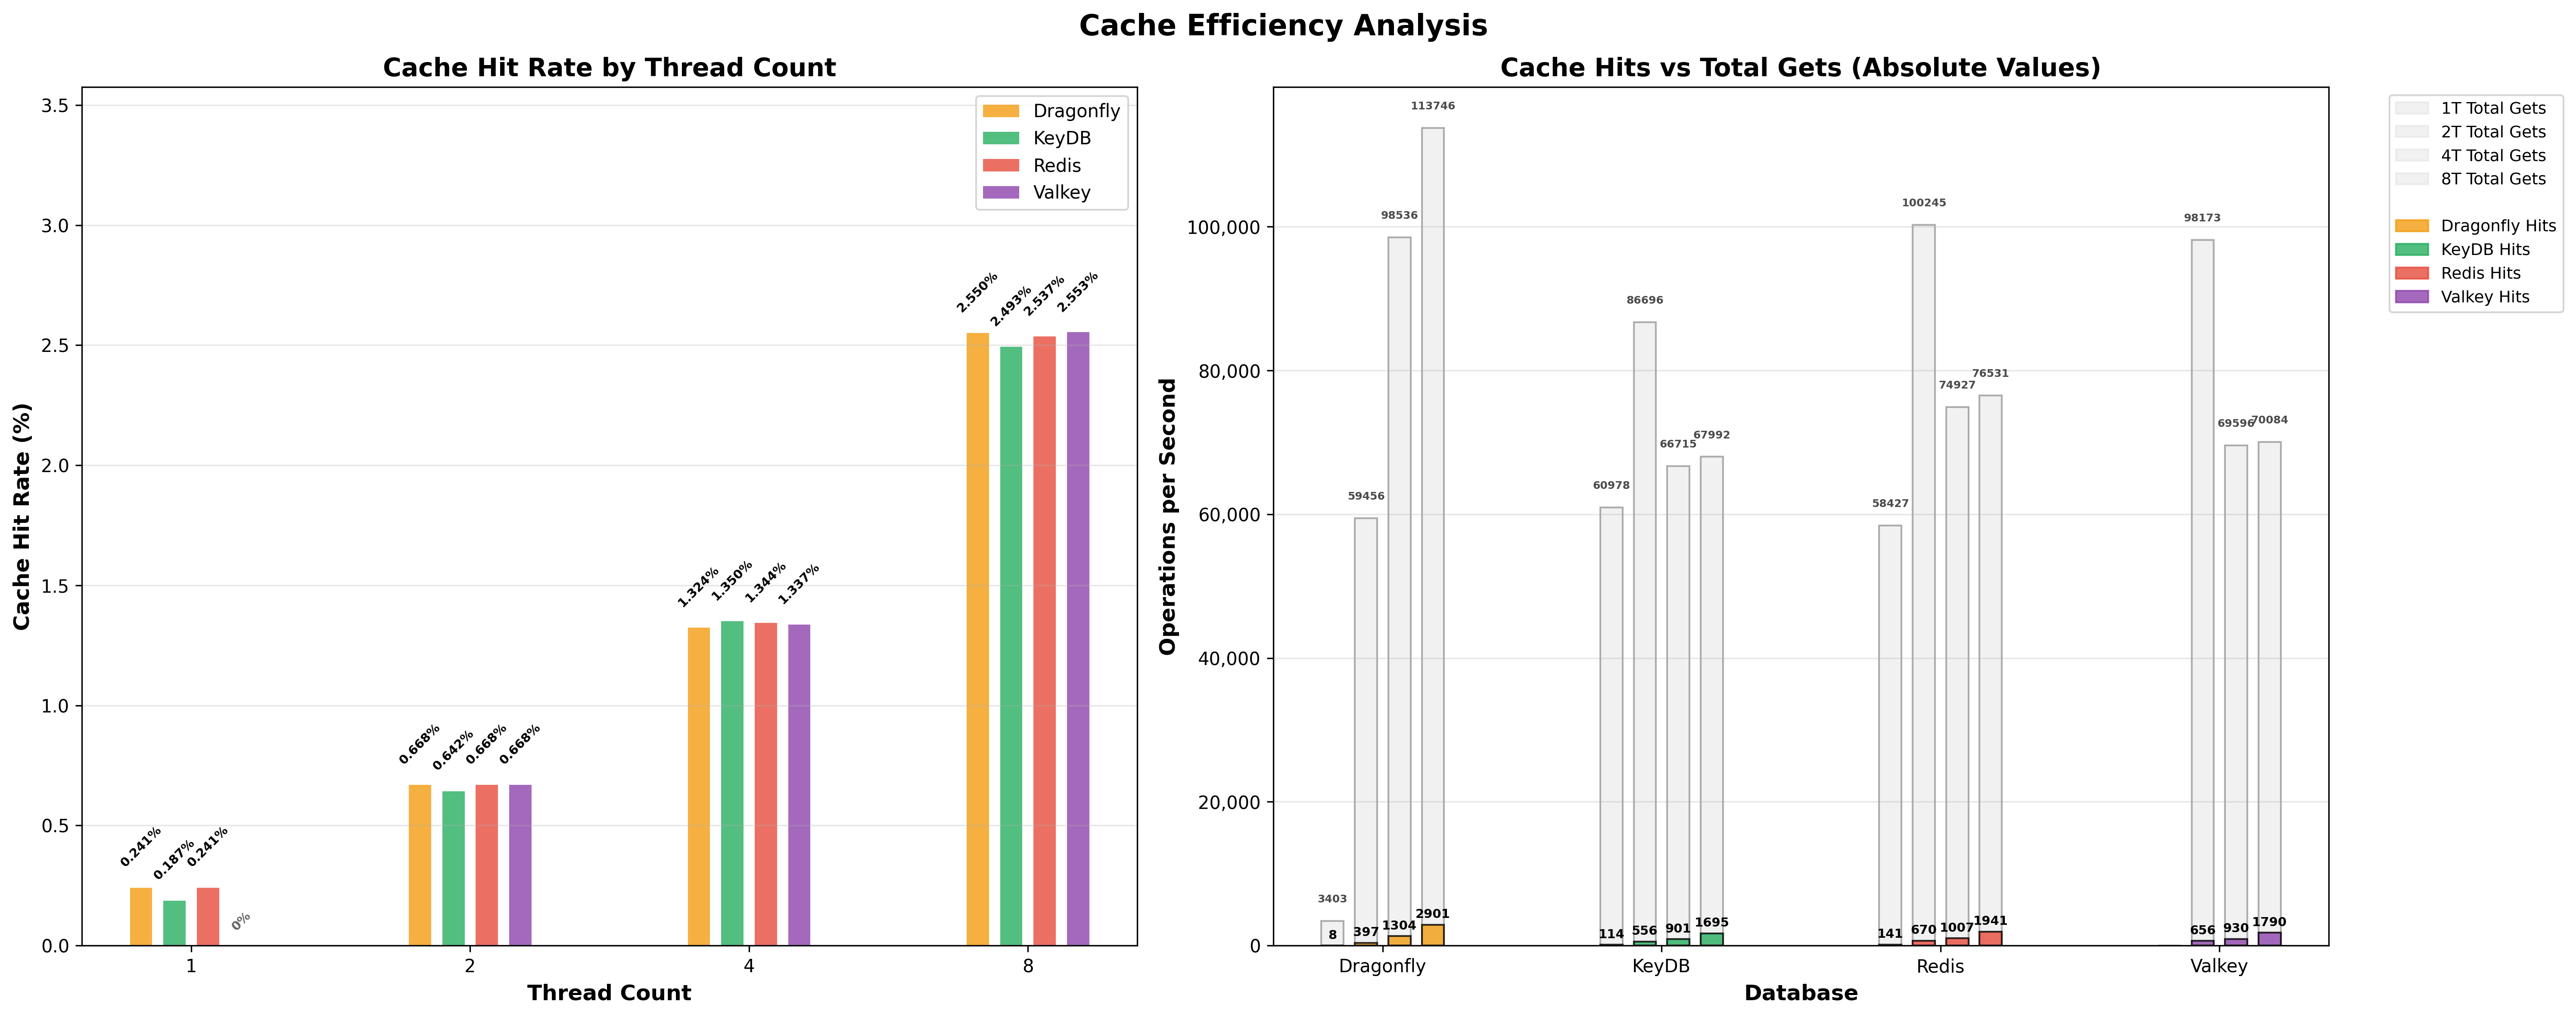 Cache Efficiency Analysis
Cache Hit Rate by Thread Count
Cache Hit Rate (%)
3.5
3.0
2.5
2.0
1.5
1.0
0.5
0.0
Dragonfly
KeyDB
Redis
Valkey
0.241%
0.187%
0.241%
0%
0.668%
0.642%
0.668%
0.668%
1.324%
1.350%
1.344%
1.337%
2.550%
2.493%
2.537%
2.553%
1
2
4
8
Thread Count
Cache Hits vs Total Gets (Absolute Values)
Operations per Second
100,000
80,000
60,000
40,000
20,000
0
3403
59456
98536
113746
8
397
1304
2901
60978
86696
66715
67992
114
556
901
1695
58427
100245
74927
76531
141
670
1007
1941
98173
69596
70084
656
930
1790
Dragonfly
KeyDB
Redis
Valkey
Database
1T Total Gets
2T Total Gets
4T Total Gets
8T Total Gets
Dragonfly Hits
KeyDB Hits
Redis Hits
Valkey Hits